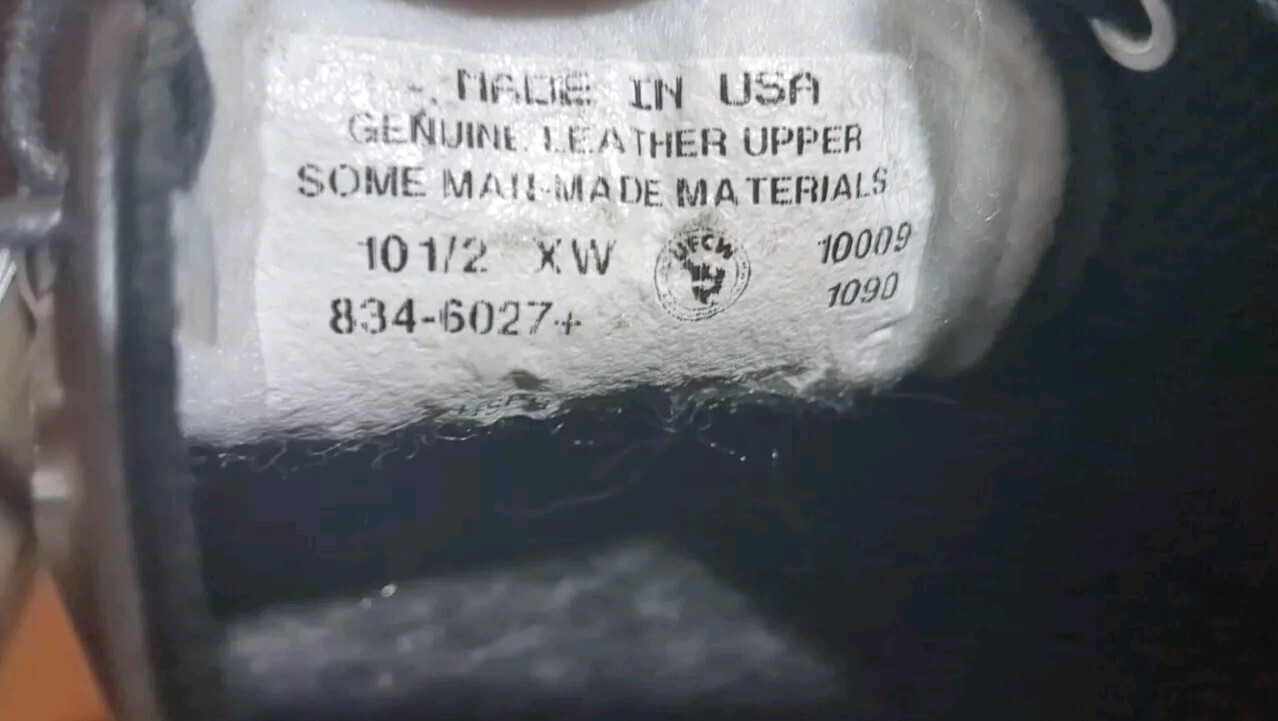 MADE IN USA
GENUINE LEATHER UPPER
SOME MAN-MADE MATERIALS
10 1/2 XW
UFCW
10009
834-6027+
1090